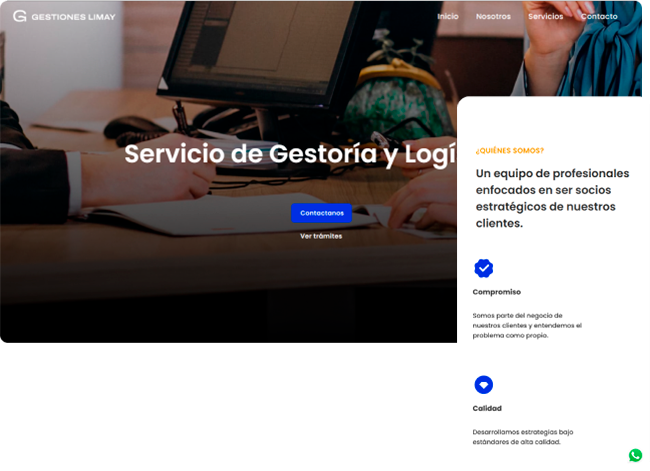 GESTIONES LIMAY
Inicio Nosotros Servicios Contacto
Servicio de Gestoría y Logí
Contactanos
Ver trámites
¿QUIÉNES SOMOS?
Un equipo de profesionales
enfocados en ser socios
estratégicos de nuestros
clientes.
Compromiso
Somos parte del negocio de
nuestros clientes y entendemos el
problema como propio.
Calidad
Desarrollamos estrategias bajo
estándares de alta calidad.